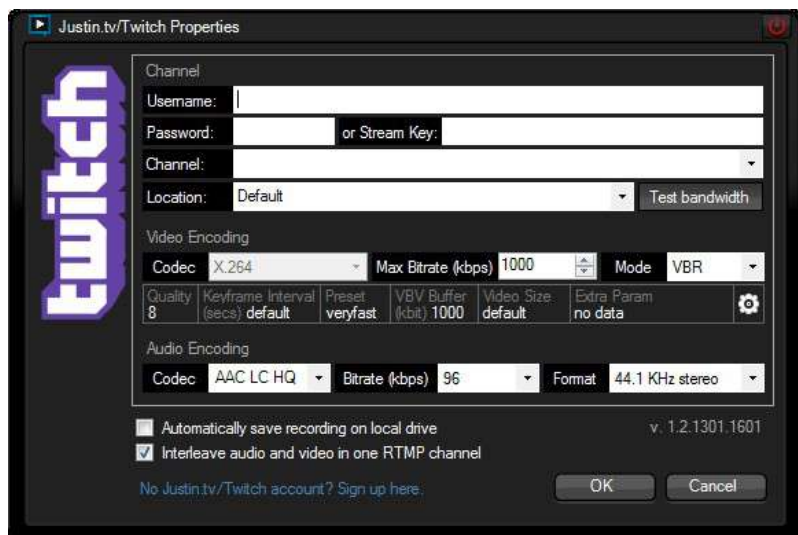 Justin.tv/Twitch Properties
twitch
Channel
Username:
Password: or Stream Key:
Channel:
Location: Default Test bandwidth
Video Encoding
Codec X.264 Max Bitrate (kbps) 1000 Mode VBR
Quality Keyframe Interval Preset VBV Buffer Video Size Extra Param
8 (secs) default veryfast (kbit) 1000 default no data
Audio Encoding
Codec AAC LC HQ Bitrate (kbps) 96 Format 44.1 KHz stereo
Automatically save recording on local drive v. 1.2.1301.1601
Interleave audio and video in one RTMP channel
No Justin.tv/Twitch account? Sign up here. OK Cancel